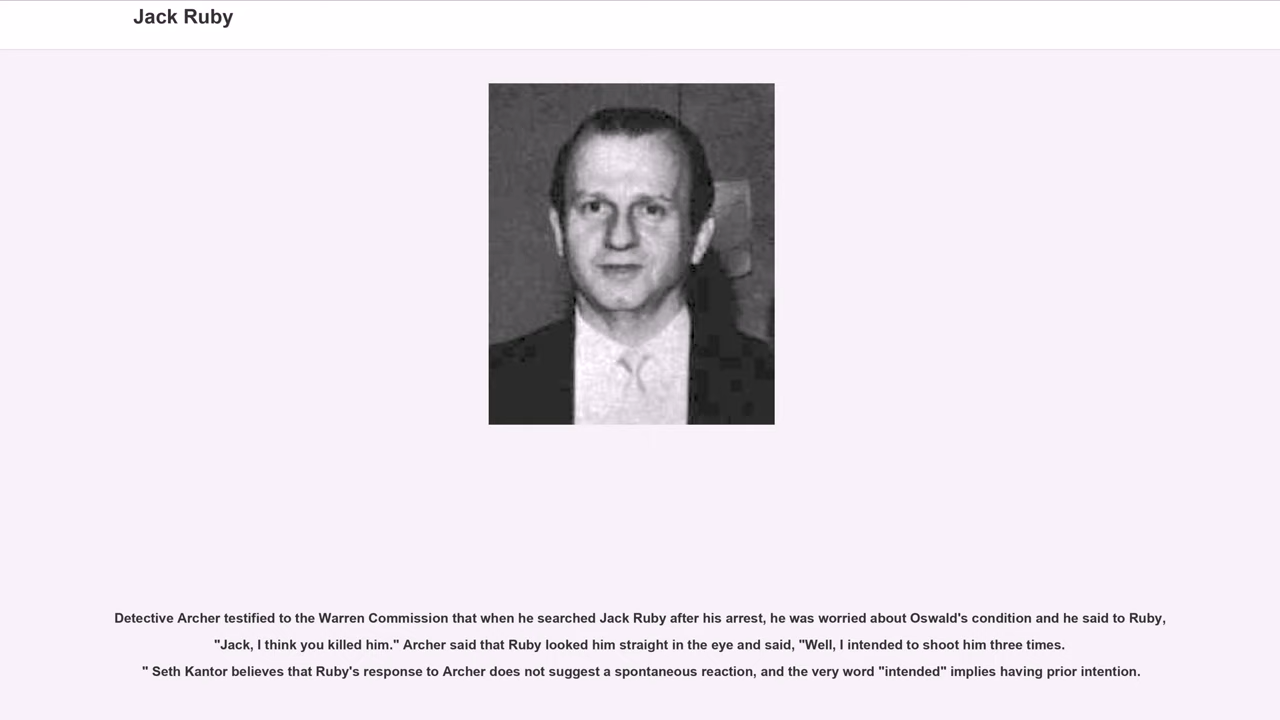 Jack Ruby
Detective Archer testified to the Warren Commission that when he searched Jack Ruby after his arrest, he was worried about Oswald's condition and he said to Ruby,
"Jack, I think you killed him." Archer said that Ruby looked him straight in the eye and said, "Well, I intended to shoot him three times.
" Seth Kantor believes that Ruby's response to Archer does not suggest a spontaneous reaction, and the very word "intended" implies having prior intention.